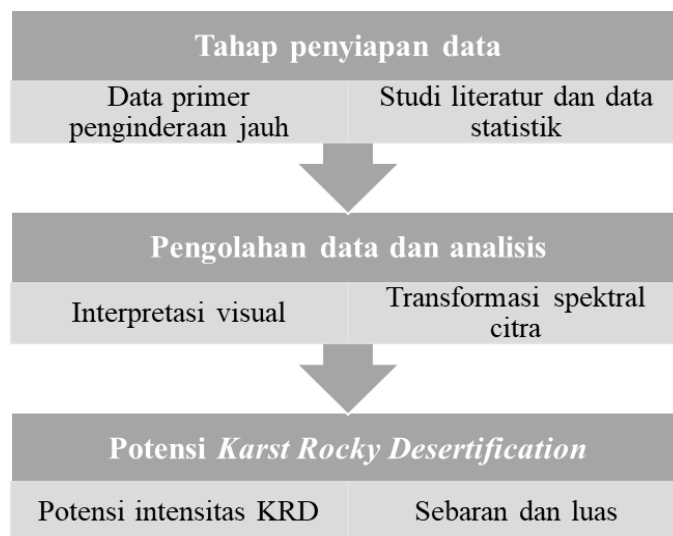 Tahap penyiapan data
Data primer
penginderaan jauh
Studi literatur dan data
statistik
Pengolahan data dan analisis
Interpretasi visual
Transformasi spektral
citra
Potensi Karst Rocky Desertification
Potensi intensitas KRD
Sebaran dan luas